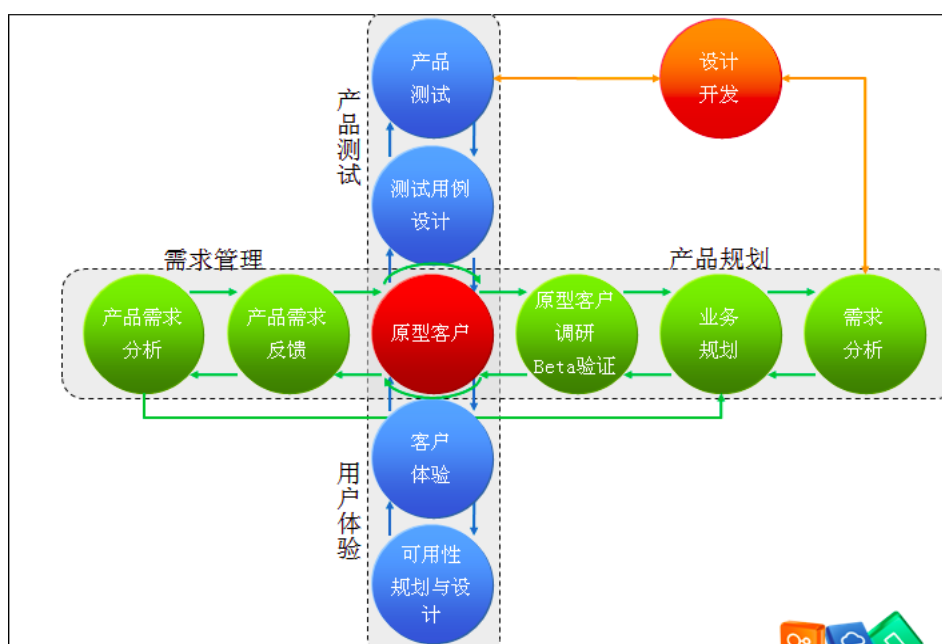 产品
测试
设计
开发
产品测试
测试用例
设计
需求管理
产品规划
产品需求
分析
产品需求
反馈
原型客户
原型客户
调研
Beta验证
业务
规划
需求
分析
客户
体验
用户体验
可用性
规划与设
计